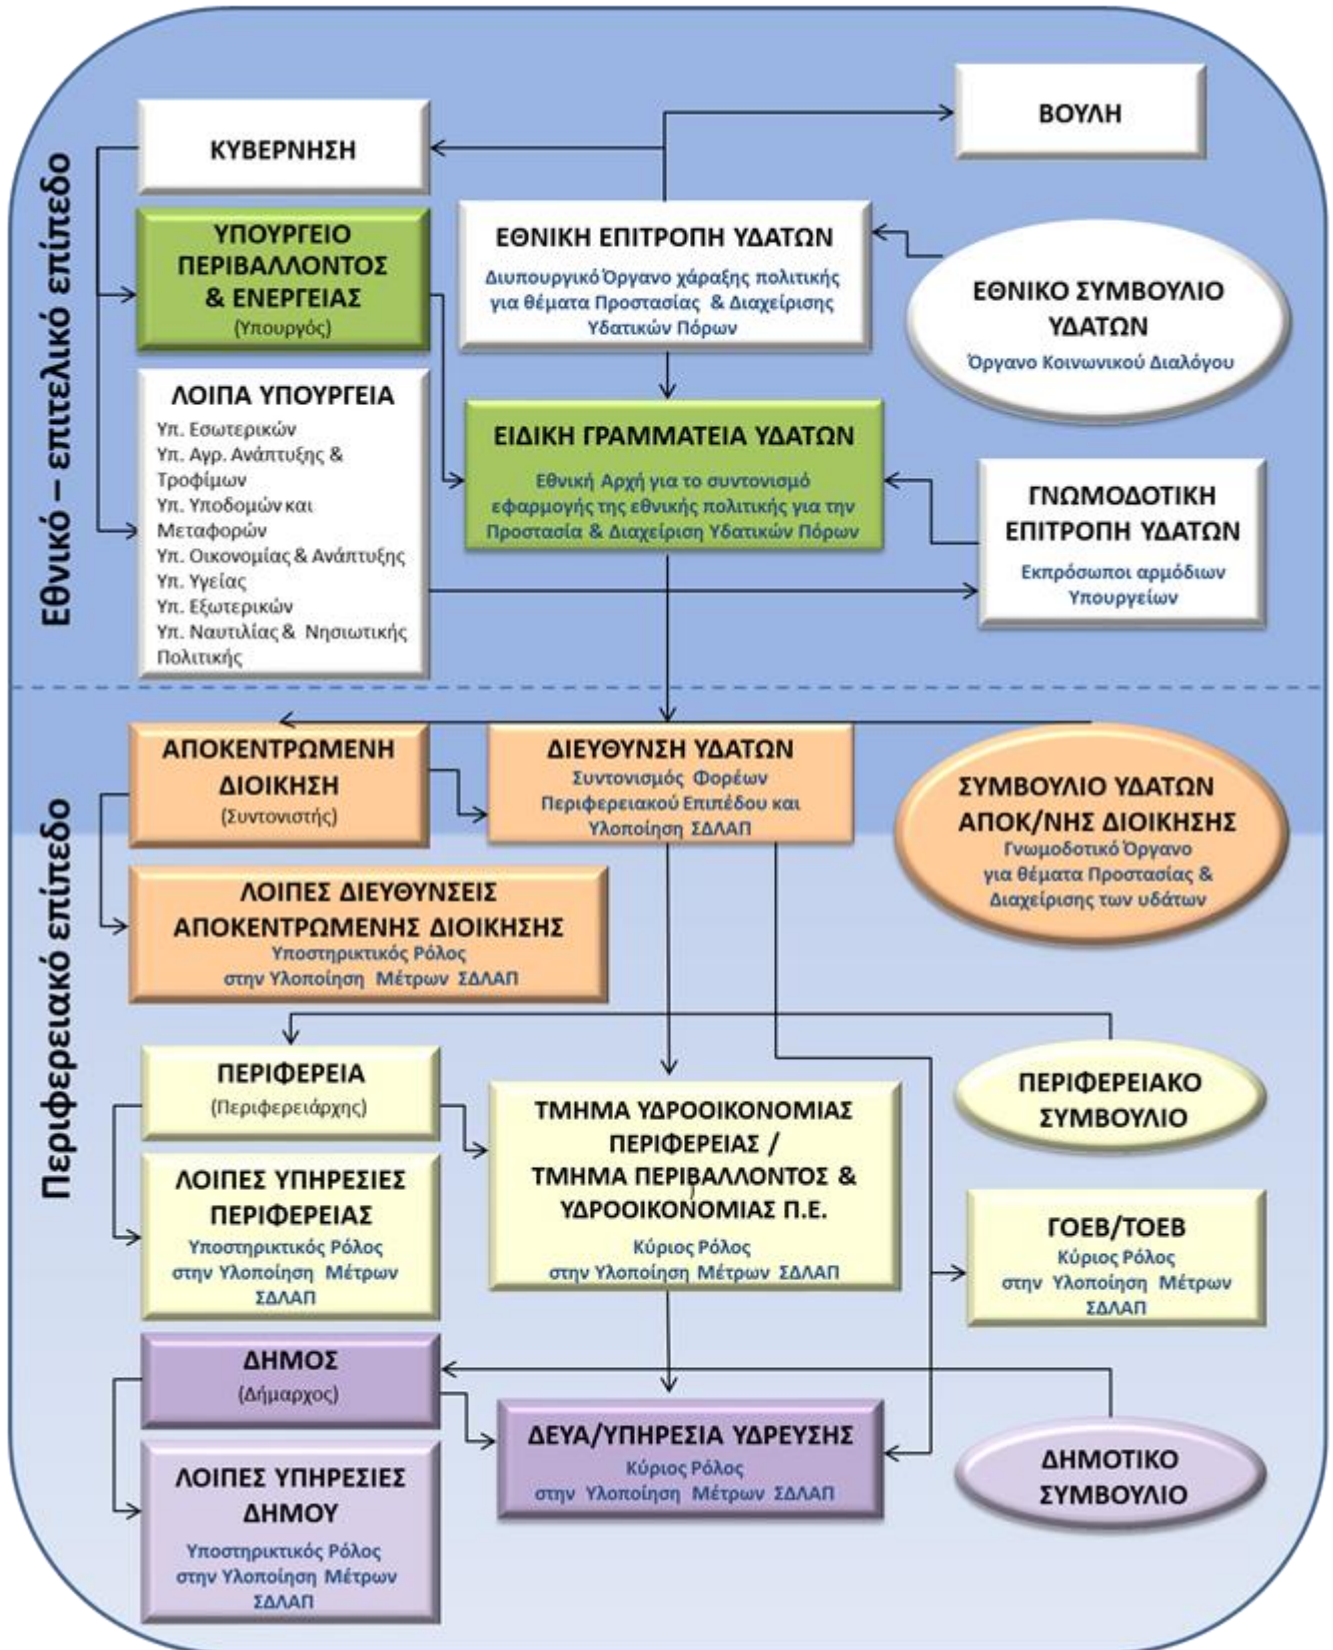 Εθνικό – επιτελικό επίπεδο
ΚΥΒΕΡΝΗΣΗ
ΒΟΥΛΗ
ΥΠΟΥΡΓΕΙΟ
ΠΕΡΙΒΑΛΛΟΝΤΟΣ
& ΕΝΕΡΓΕΙΑΣ
(Υπουργός)
ΕΘΝΙΚΗ ΕΠΙΤΡΟΠΗ ΥΔΑΤΩΝ
Διυπουργικό Όργανο χάραξης πολιτικής
για θέματα Προστασίας & Διαχείρισης
Υδατικών Πόρων
ΕΘΝΙΚΟ ΣΥΜΒΟΥΛΙΟ
ΥΔΑΤΩΝ
Όργανο Κοινωνικού Διαλόγου
ΛΟΙΠΑ ΥΠΟΥΡΓΕΙΑ
Υπ. Εσωτερικών
Υπ. Αγρ. Ανάπτυξης &
Τροφίμων
Υπ. Υποδομών και
Μεταφορών
Υπ. Οικονομίας & Ανάπτυξης
Υπ. Υγείας
Υπ. Εξωτερικών
Υπ. Ναυτιλίας & Νησιωτικής
Πολιτικής
ΕΙΔΙΚΗ ΓΡΑΜΜΑΤΕΙΑ ΥΔΑΤΩΝ
Εθνική Αρχή για το συντονισμό
εφαρμογής της εθνικής πολιτικής για την
Προστασία & Διαχείριση Υδατικών Πόρων
ΓΝΩΜΟΔΟΤΙΚΗ
ΕΠΙΤΡΟΠΗ ΥΔΑΤΩΝ
Εκπρόσωποι αρμόδιων
Υπουργείων
Περιφερειακό επίπεδο
ΑΠΟΚΕΝΤΡΩΜΕΝΗ
ΔΙΟΙΚΗΣΗ
(Συντονιστής)
ΔΙΕΥΘΥΝΣΗ ΥΔΑΤΩΝ
Συντονισμός Φορέων
Περιφερειακού Επιπέδου και
Υλοποίηση ΣΔΛΑΠ
ΣΥΜΒΟΥΛΙΟ ΥΔΑΤΩΝ
ΑΠΟΚ/ΝΗΣ ΔΙΟΙΚΗΣΗΣ
Γνωμοδοτικό Όργανο
για θέματα Προστασίας &
Διαχείρισης των υδάτων
ΛΟΙΠΕΣ ΔΙΕΥΘΥΝΣΕΙΣ
ΑΠΟΚΕΝΤΡΩΜΕΝΗΣ ΔΙΟΙΚΗΣΗΣ
Υποστηρικτικός Ρόλος
στην Υλοποίηση Μέτρων ΣΔΛΑΠ
ΠΕΡΙΦΕΡΕΙΑ
(Περιφερειάρχης)
ΤΜΗΜΑ ΥΔΡΟΟΙΚΟΝΟΜΙΑΣ
ΠΕΡΙΦΕΡΕΙΑΣ /
ΤΜΗΜΑ ΠΕΡΙΒΑΛΛΟΝΤΟΣ &
ΥΔΡΟΟΙΚΟΝΟΜΙΑΣ Π.Ε.
Κύριος Ρόλος
στην Υλοποίηση Μέτρων ΣΔΛΑΠ
ΠΕΡΙΦΕΡΕΙΑΚΟ
ΣΥΜΒΟΥΛΙΟ
ΛΟΙΠΕΣ ΥΠΗΡΕΣΙΕΣ
ΠΕΡΙΦΕΡΕΙΑΣ
Υποστηρικτικός Ρόλος
στην Υλοποίηση Μέτρων
ΣΔΛΑΠ
ΓΟΕΒ/ΤΟΕΒ
Κύριος Ρόλος
στην Υλοποίηση Μέτρων
ΣΔΛΑΠ
ΔΗΜΟΣ
(Δήμαρχος)
ΔΕΥΑ/ΥΠΗΡΕΣΙΑ ΥΔΡΕΥΣΗΣ
Κύριος Ρόλος
στην Υλοποίηση Μέτρων ΣΔΛΑΠ
ΔΗΜΟΤΙΚΟ
ΣΥΜΒΟΥΛΙΟ
ΛΟΙΠΕΣ ΥΠΗΡΕΣΙΕΣ
ΔΗΜΟΥ
Υποστηρικτικός Ρόλος
στην Υλοποίηση Μέτρων
ΣΔΛΑΠ